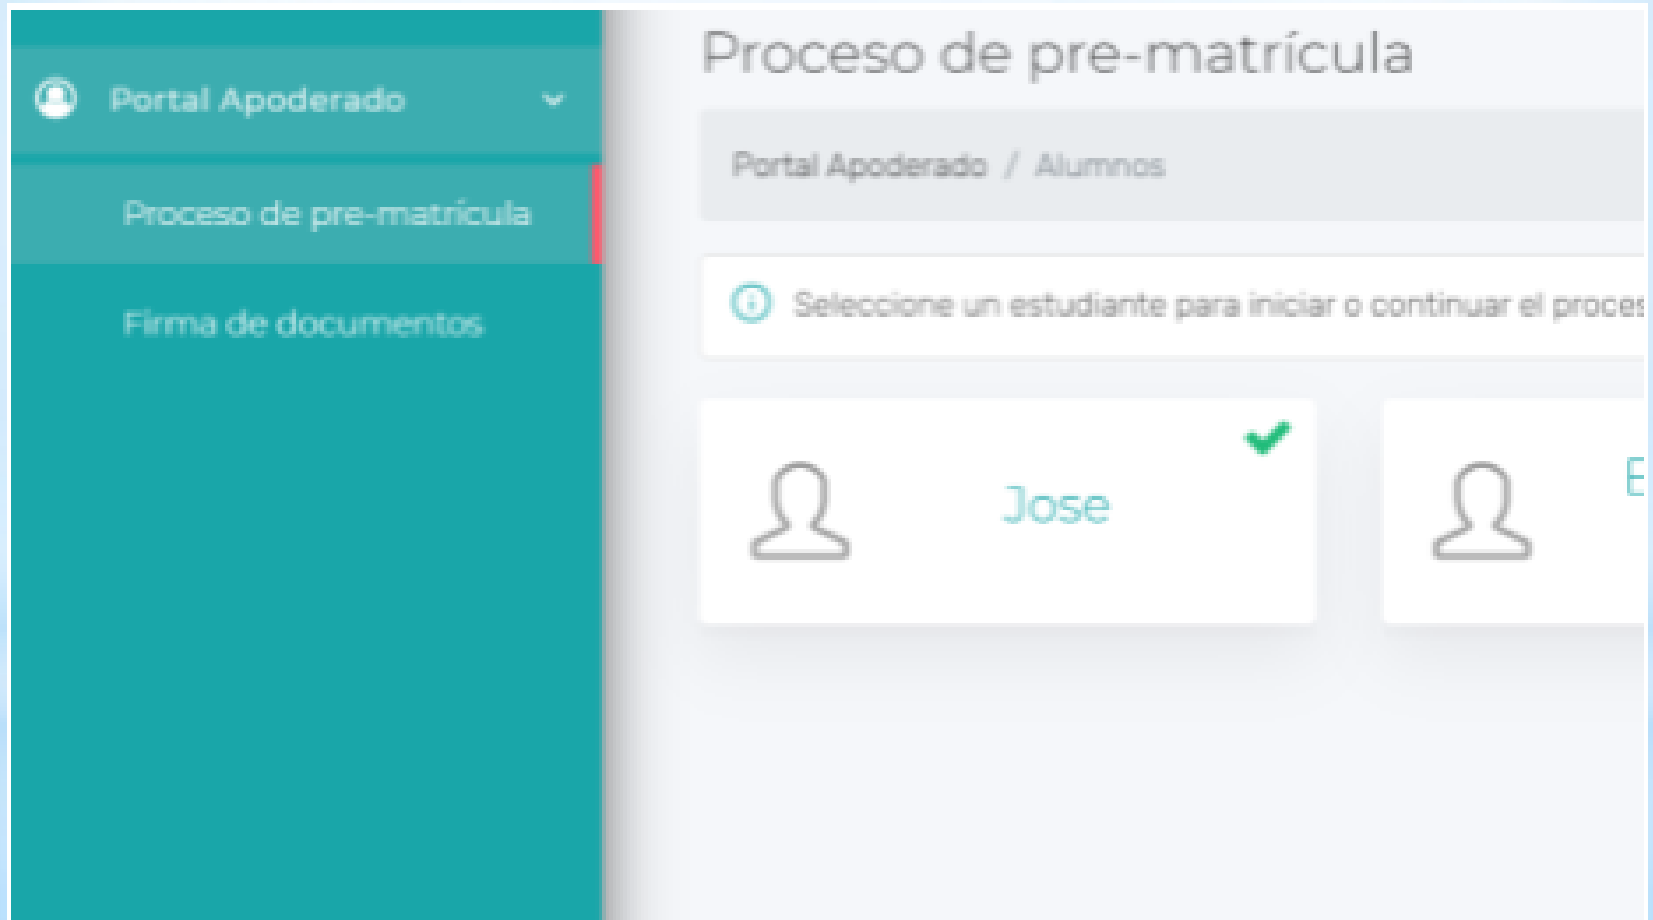 Portal Apoderado
Proceso de pre-matrícula
Firma de documentos
Proceso de pre-matrícula
Portal Apoderado / Alumnos
Seleccione un estudiante para iniciar o continuar el proces
Jose
E